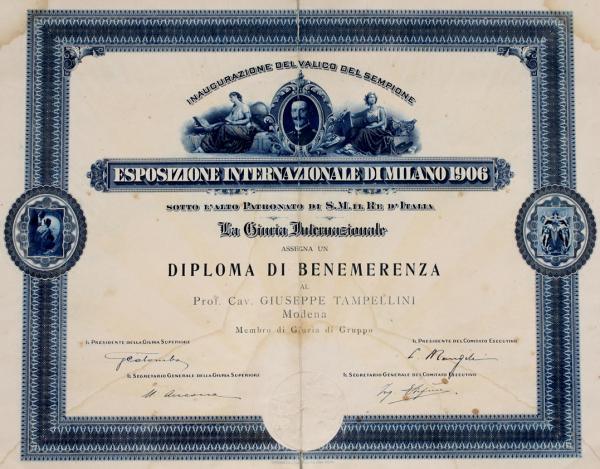 INAUGURAZIONE DEL VALICO DEL SEMPIONE
ESPOSIZIONE INTERNAZIONALE DI MILANO 1906
SOTTO L'ALTO PATRONATO DI S.M. IL RE D'ITALIA
La Giuria Internazionale
ASSEGNA UN
DIPLOMA DI BENEMERENZA
AL
Prof. Cav. GIUSEPPE TAMPELLINI
Modena
Membro di Giuria di Gruppo
IL PRESIDENTE DELLA GIURIA SUPERIORE
IL PRESIDENTE DEL COMITATO ESECUTIVO
IL SEGRETARIO GENERALE DELLA GIURIA SUPERIORE
IL SEGRETARIO GENERALE DEL COMITATO ESECUTIVO